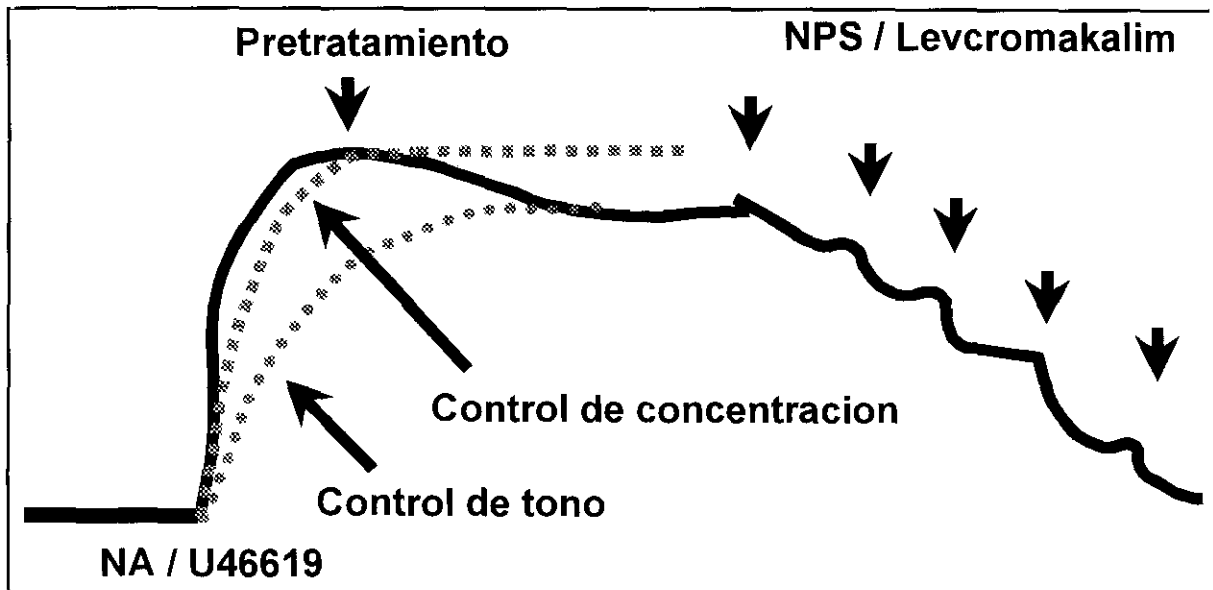 Pretratamiento
NPS / Levcromakalim
Control de concentracion
Control de tono
NA / U46619